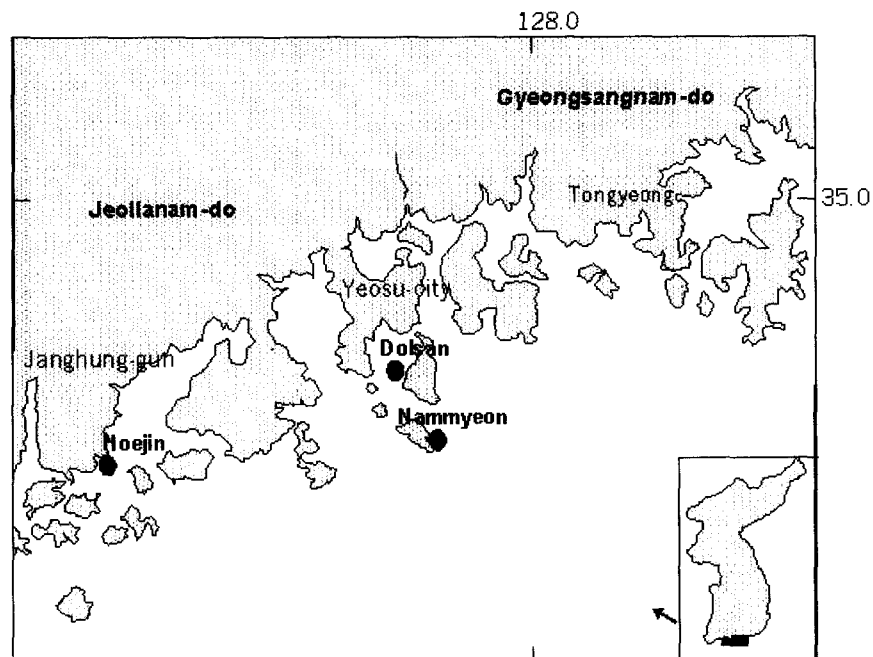 128.0
Gyeongsangnam-do
Tongyeong
35.0
Jeollanam-do
Yeosu-city
Janghung-gun
Dolsan
Nammyeon
Hoejin